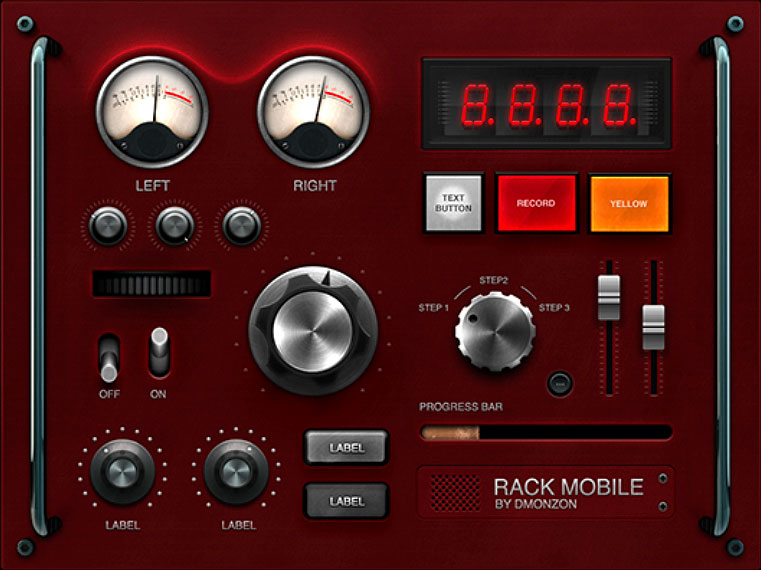 8.8.8.8.
LEFT
RIGHT
TEXT
BUTTON
RECORD
YELLOW
STEP 1
STEP2
STEP 3
OFF
ON
PROGRESS BAR
LABEL
LABEL
LABEL
LABEL
RACK MOBILE
BY DMONZON